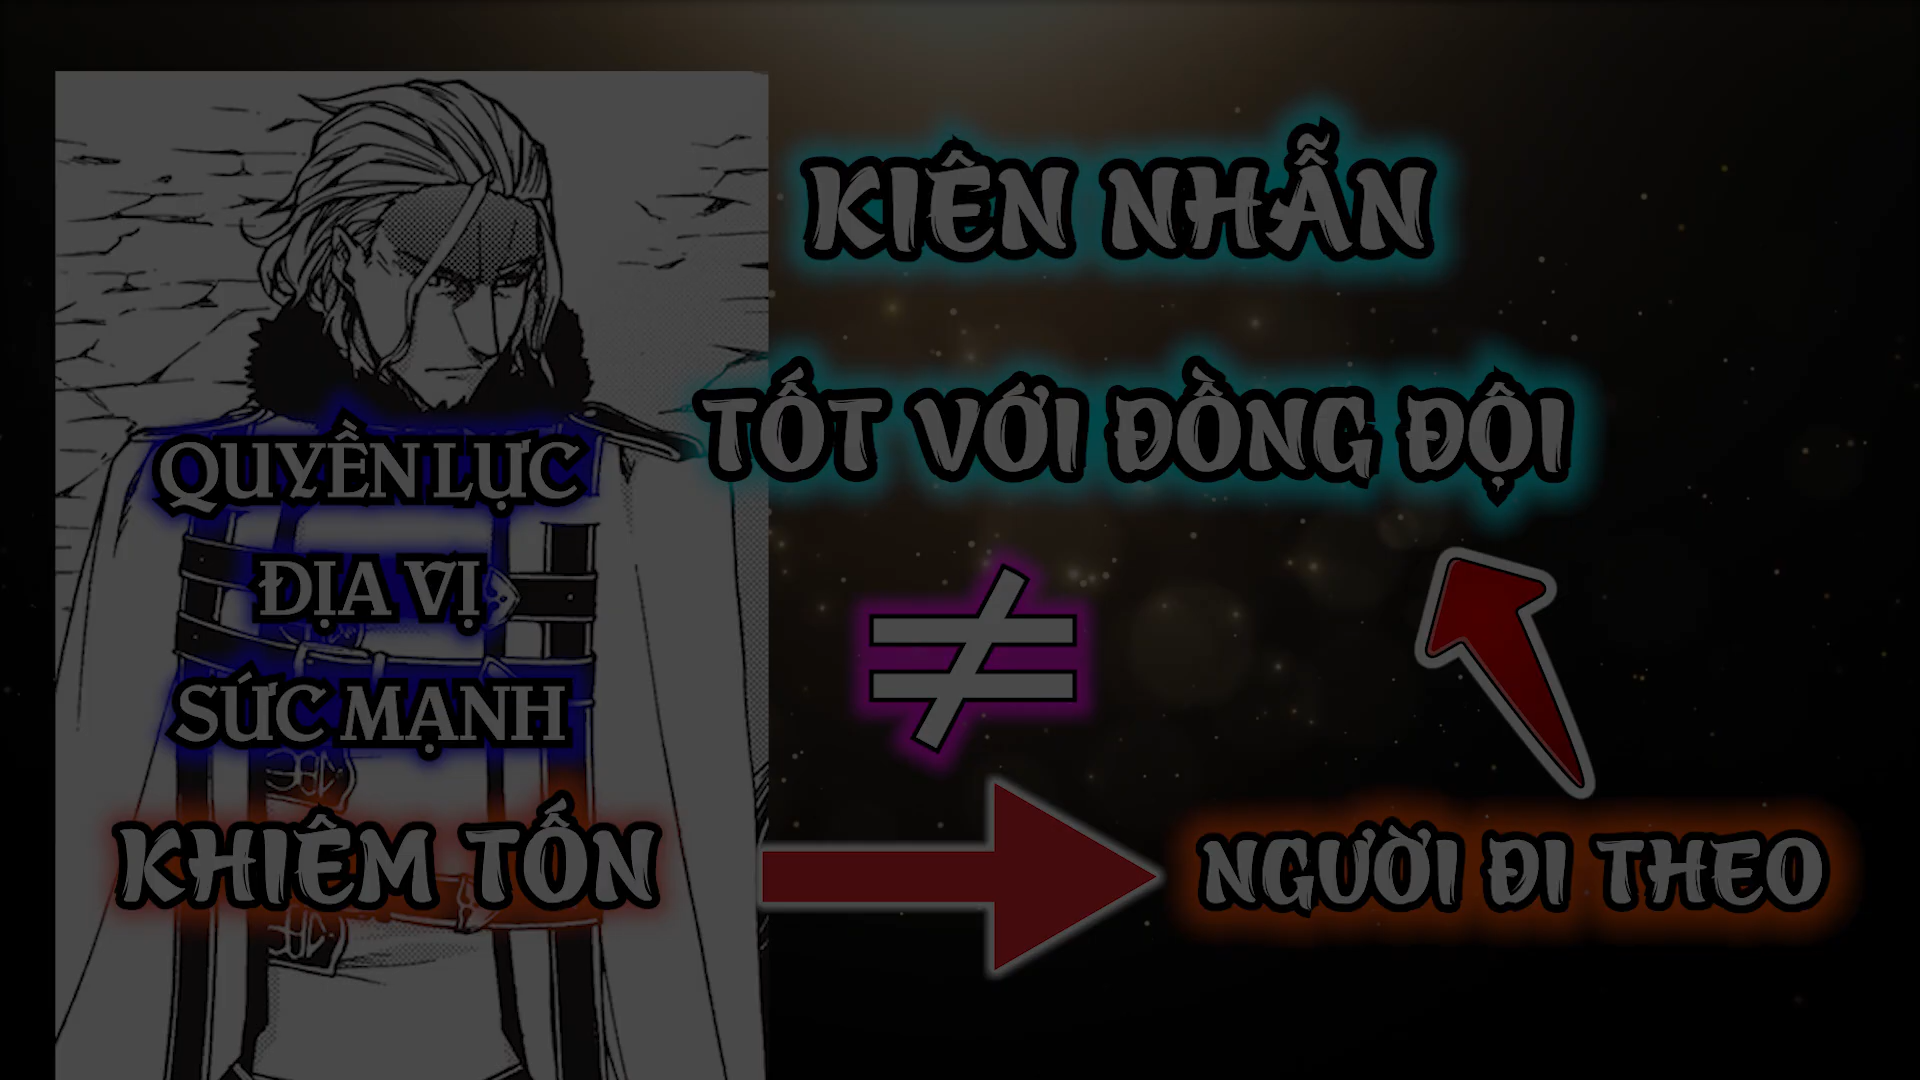 KIÊN NHẪN
TỐT VỚI ĐỒNG ĐỘI
QUYỀN LỰC
ĐỊA VỊ
SỨC MẠNH
≠
KHIÊM TỐN
NGƯỜI ĐI THEO